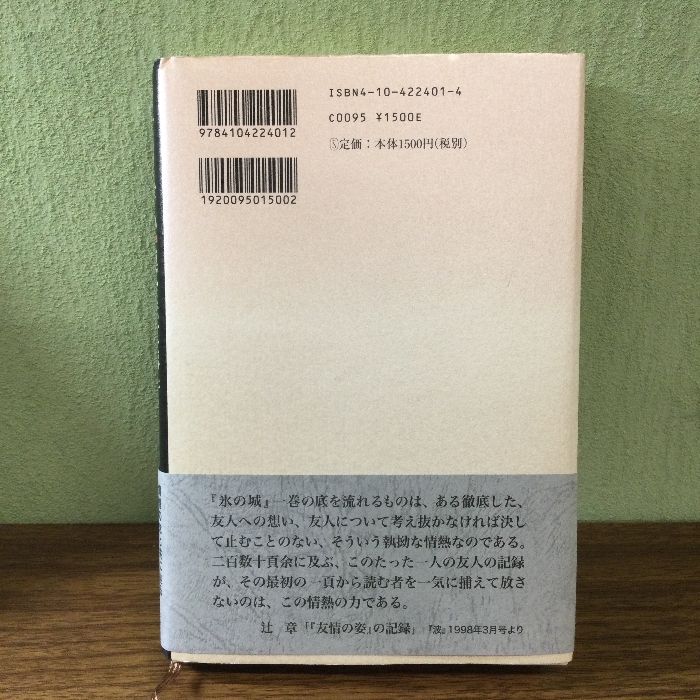 ISBN4-10-422401-4
C0095 ¥1500E
Ⓢ定価：本体1500円(税別)
9784104224012
1920095015002
『氷の城』一巻の底を流れるものは、ある徹底した、
友人への想い、友人について考え抜かなければ決し
て止むことのない、そういう執拗な情熱なのである。
二百数十頁余に及ぶ、このたった一人の友人の記録
が、その最初の一頁から読む者を一気に捕えて放さ
ないのは、この情熱の力である。
辻　章「『友情の姿』の記録」『波』1998年3月号より